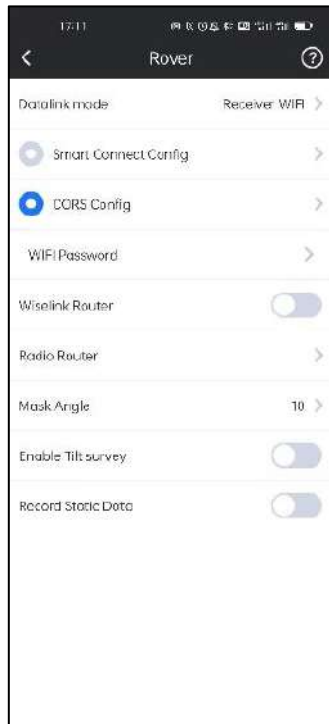 17:11
Rover
Datalink mode Receiver WIFI
Smart Connect Config
CORS Config
WIFI Password
Wiselink Router
Radio Router
Mask Angle 10
Enable Tilt survey
Record Static Data